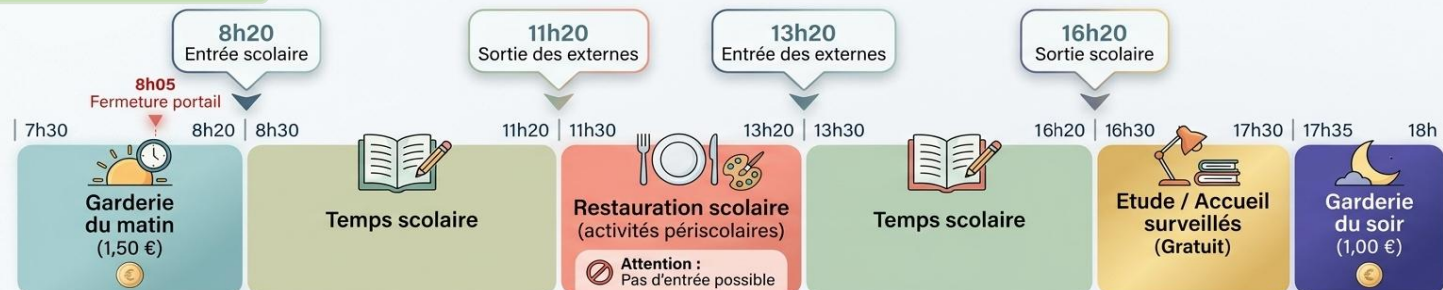 8h20
Entrée scolaire
11h20
Sortie des externes
13h20
Entrée des externes
16h20
Sortie scolaire
8h05
Fermeture portail
7h30
8h20
8h30
11h20
11h30
13h20
13h30
16h20
16h30
17h30
17h35
18h
Garderie
du matin
(1,50 €)
€
Temps scolaire
Restauration scolaire
(activités périscolaires)
Attention :
Pas d'entrée possible
Temps scolaire
Etude / Accueil
surveillés
(Gratuit)
Garderie
du soir
(1,00 €)
€